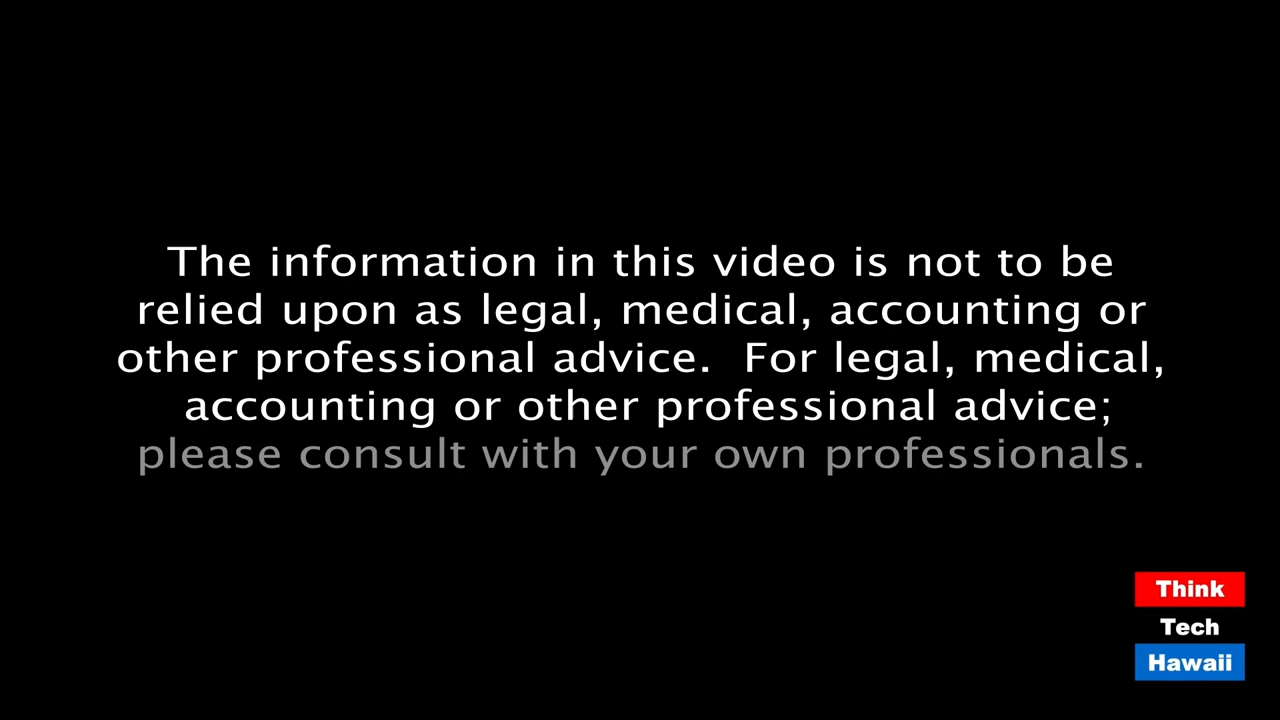 The information in this video is not to be
relied upon as legal, medical, accounting or
other professional advice.  For legal, medical,
accounting or other professional advice;
please consult with your own professionals.
Think
Tech
Hawaii